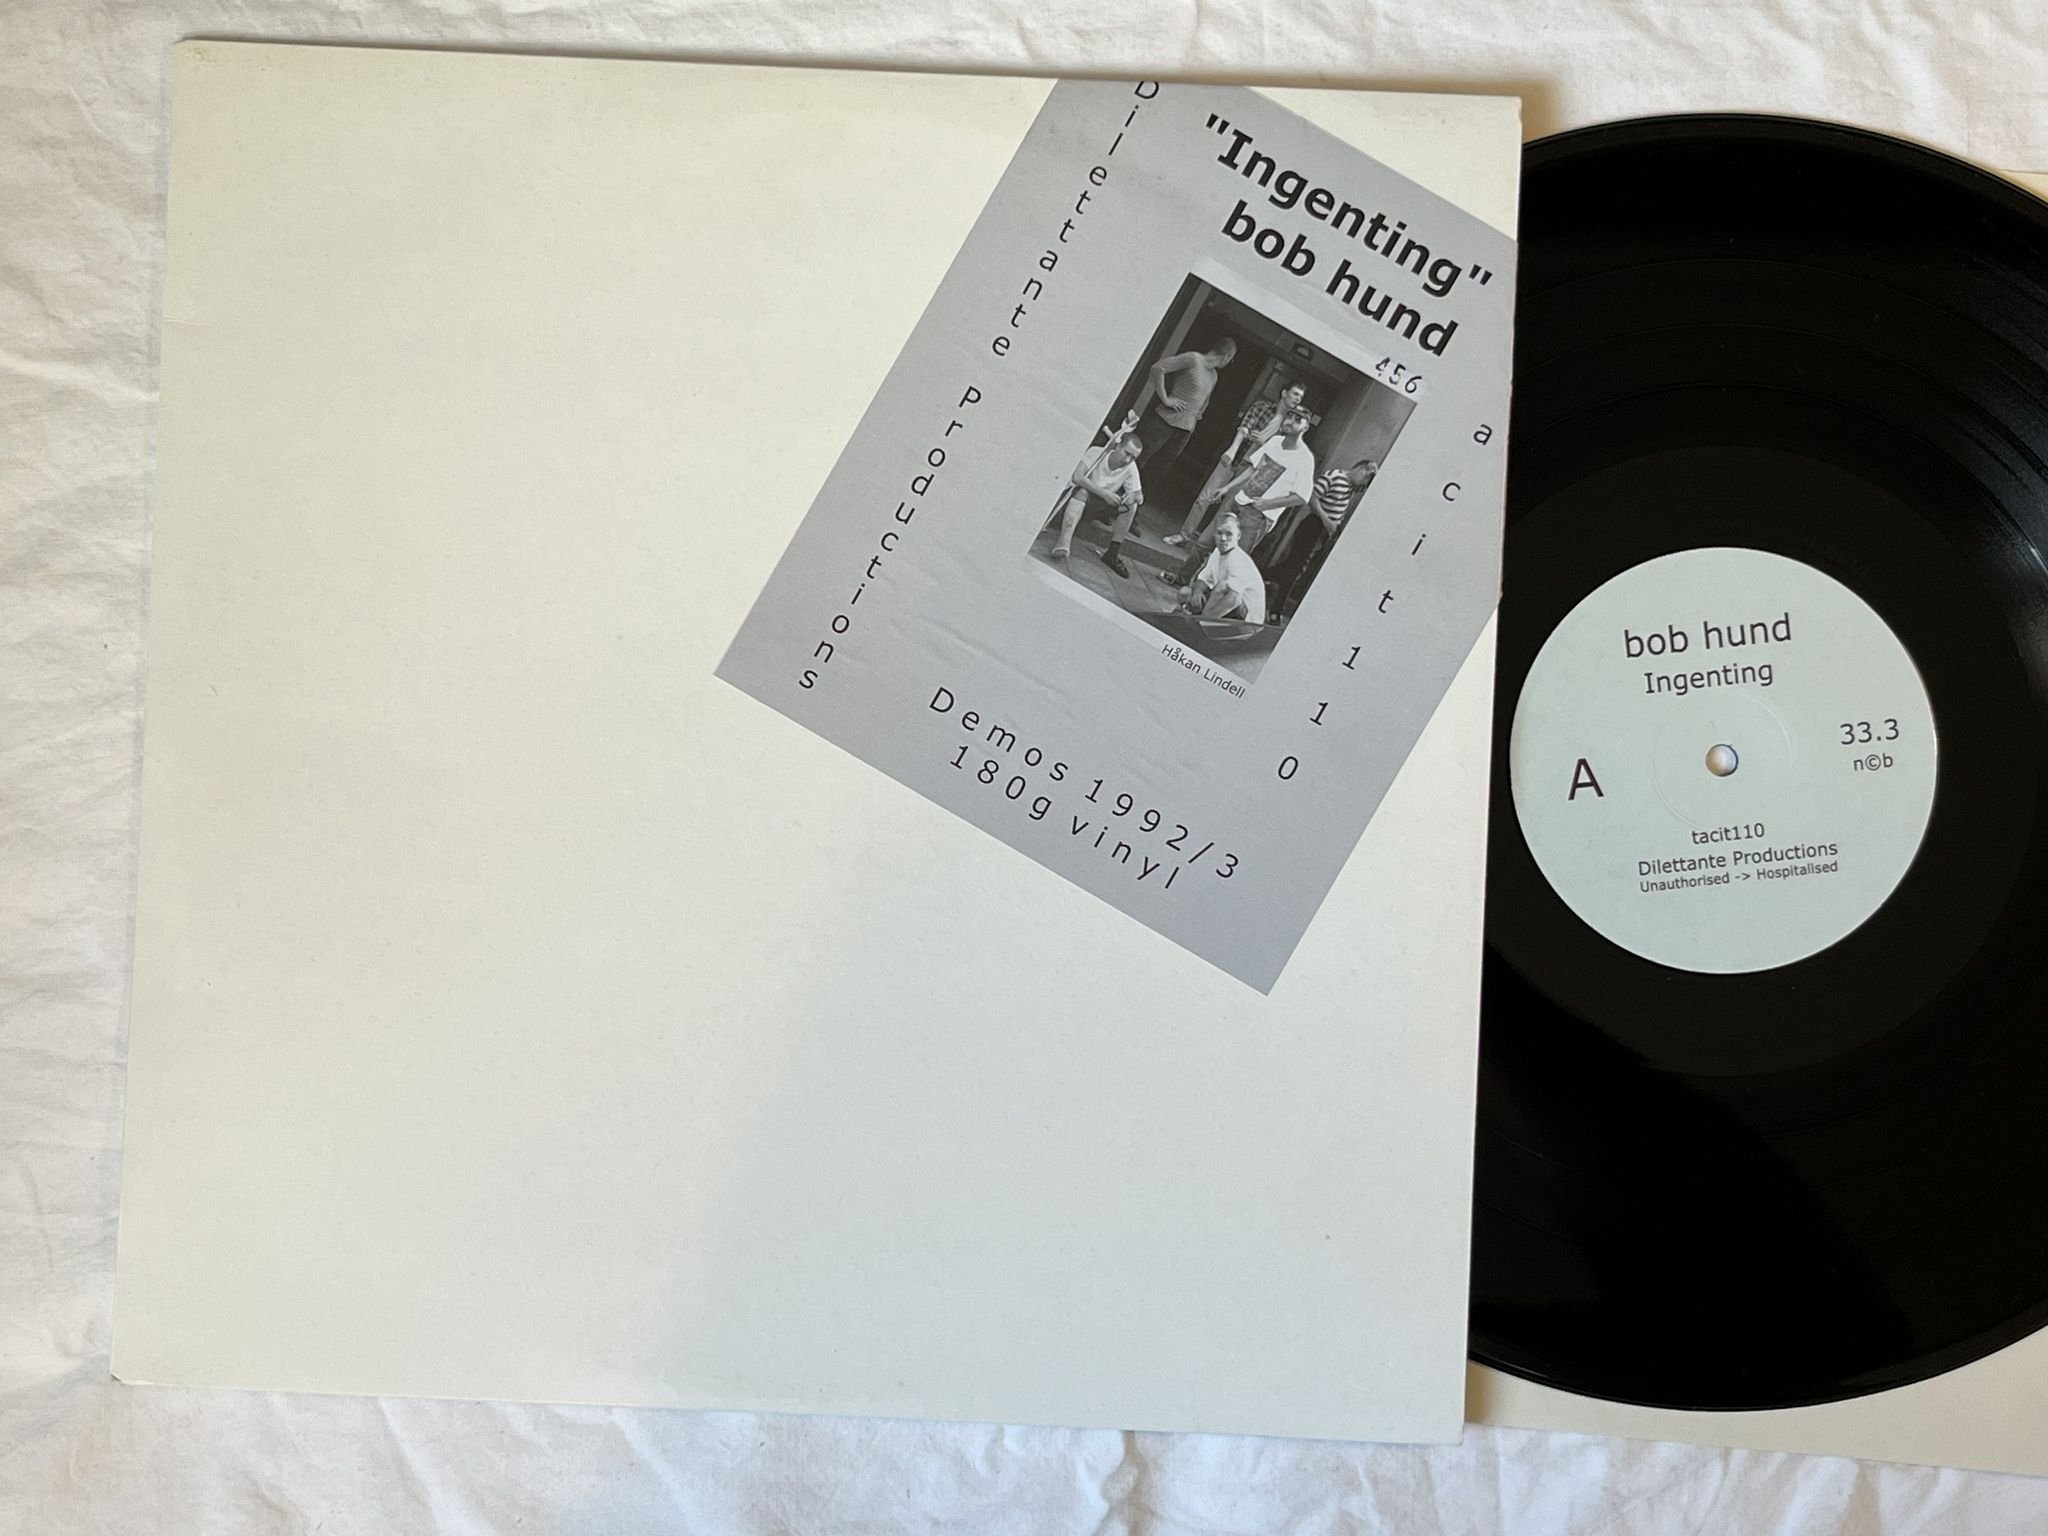 "Ingenting"
bob hund
456
Dilettante Productions
acit110
Håkan Lindell
Demos 1992/3
180g vinyl
bob hund
Ingenting
A
33.3
n©b
tacit110
Dilettante Productions
Unauthorised -> Hospitalised